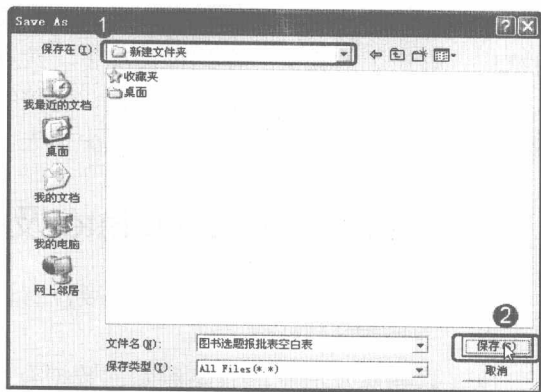 Save As
1
保存在(I):
新建文件夹
收藏夹
桌面
我最近的文档
桌面
我的文档
我的电脑
网上邻居
2
文件名(N):
图书选题报批表空白表
保存(S)
保存类型(T):
All Files(*.*)
取消